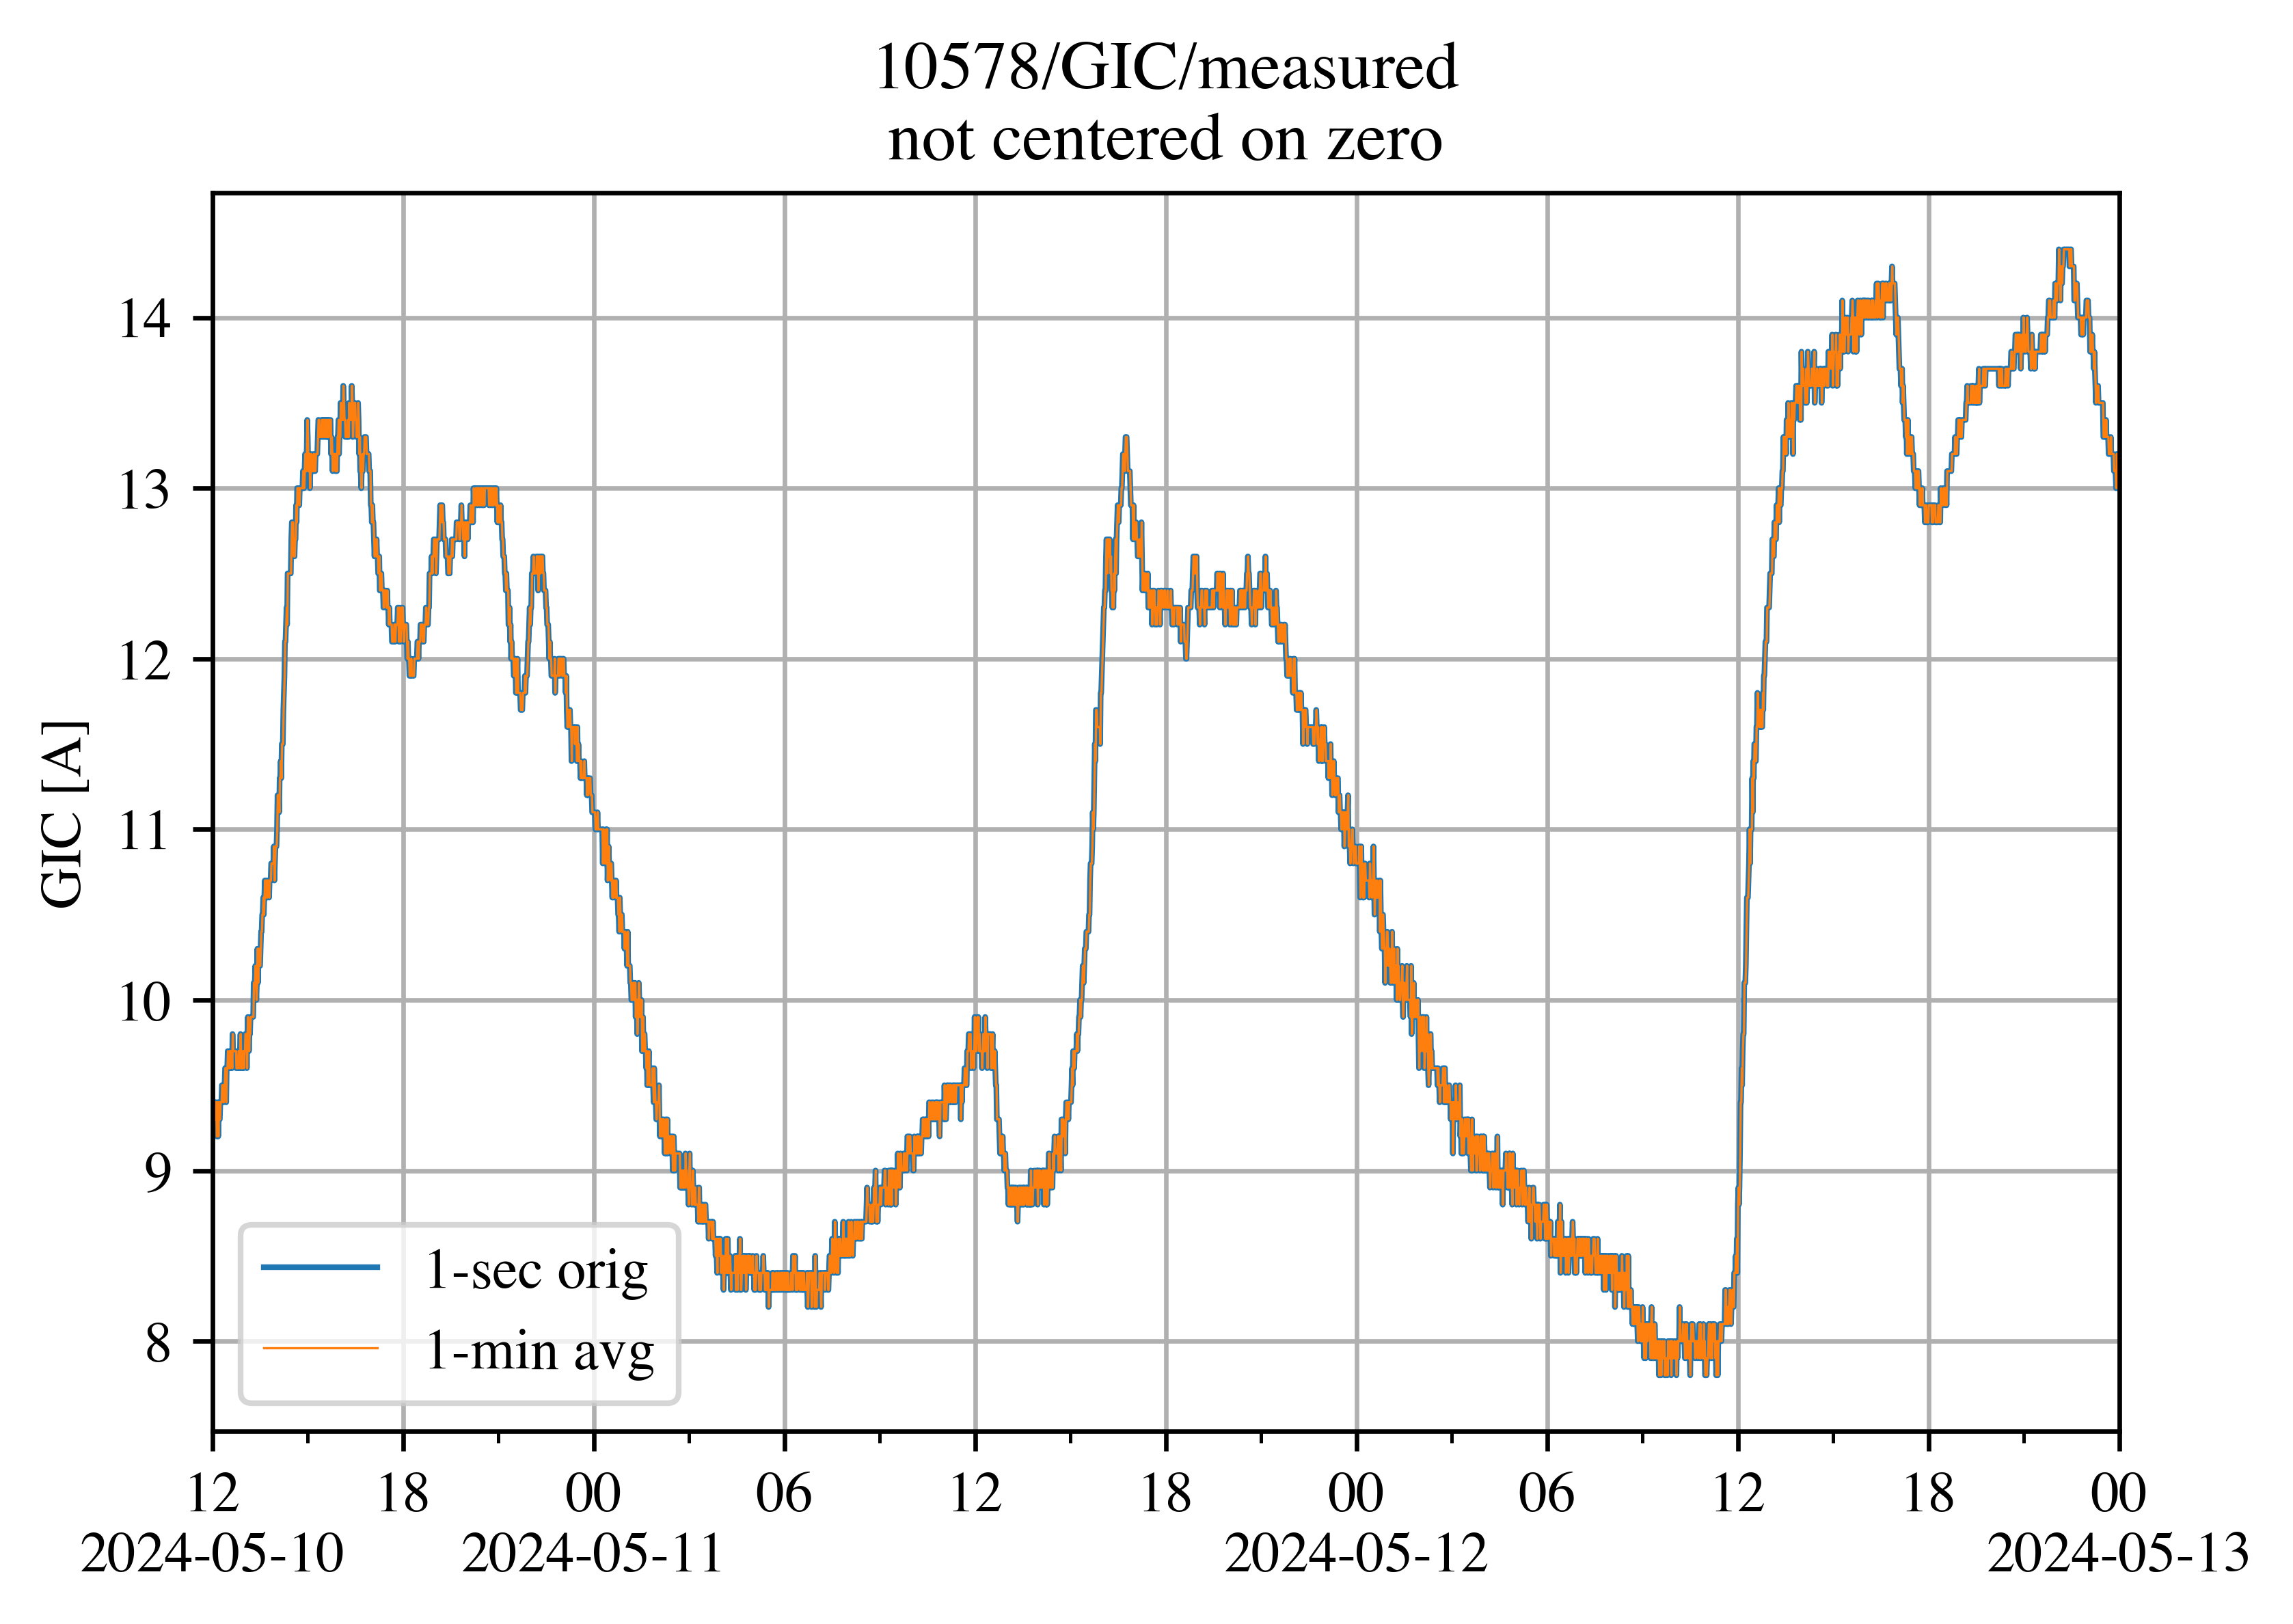 10578/GIC/measured
not centered on zero
GIC [A]
14
13
12
11
10
9
8
1-sec orig
1-min avg
12 18 00 06 12 18 00 06 12 18 00
2024-05-10 2024-05-11 2024-05-12 2024-05-13